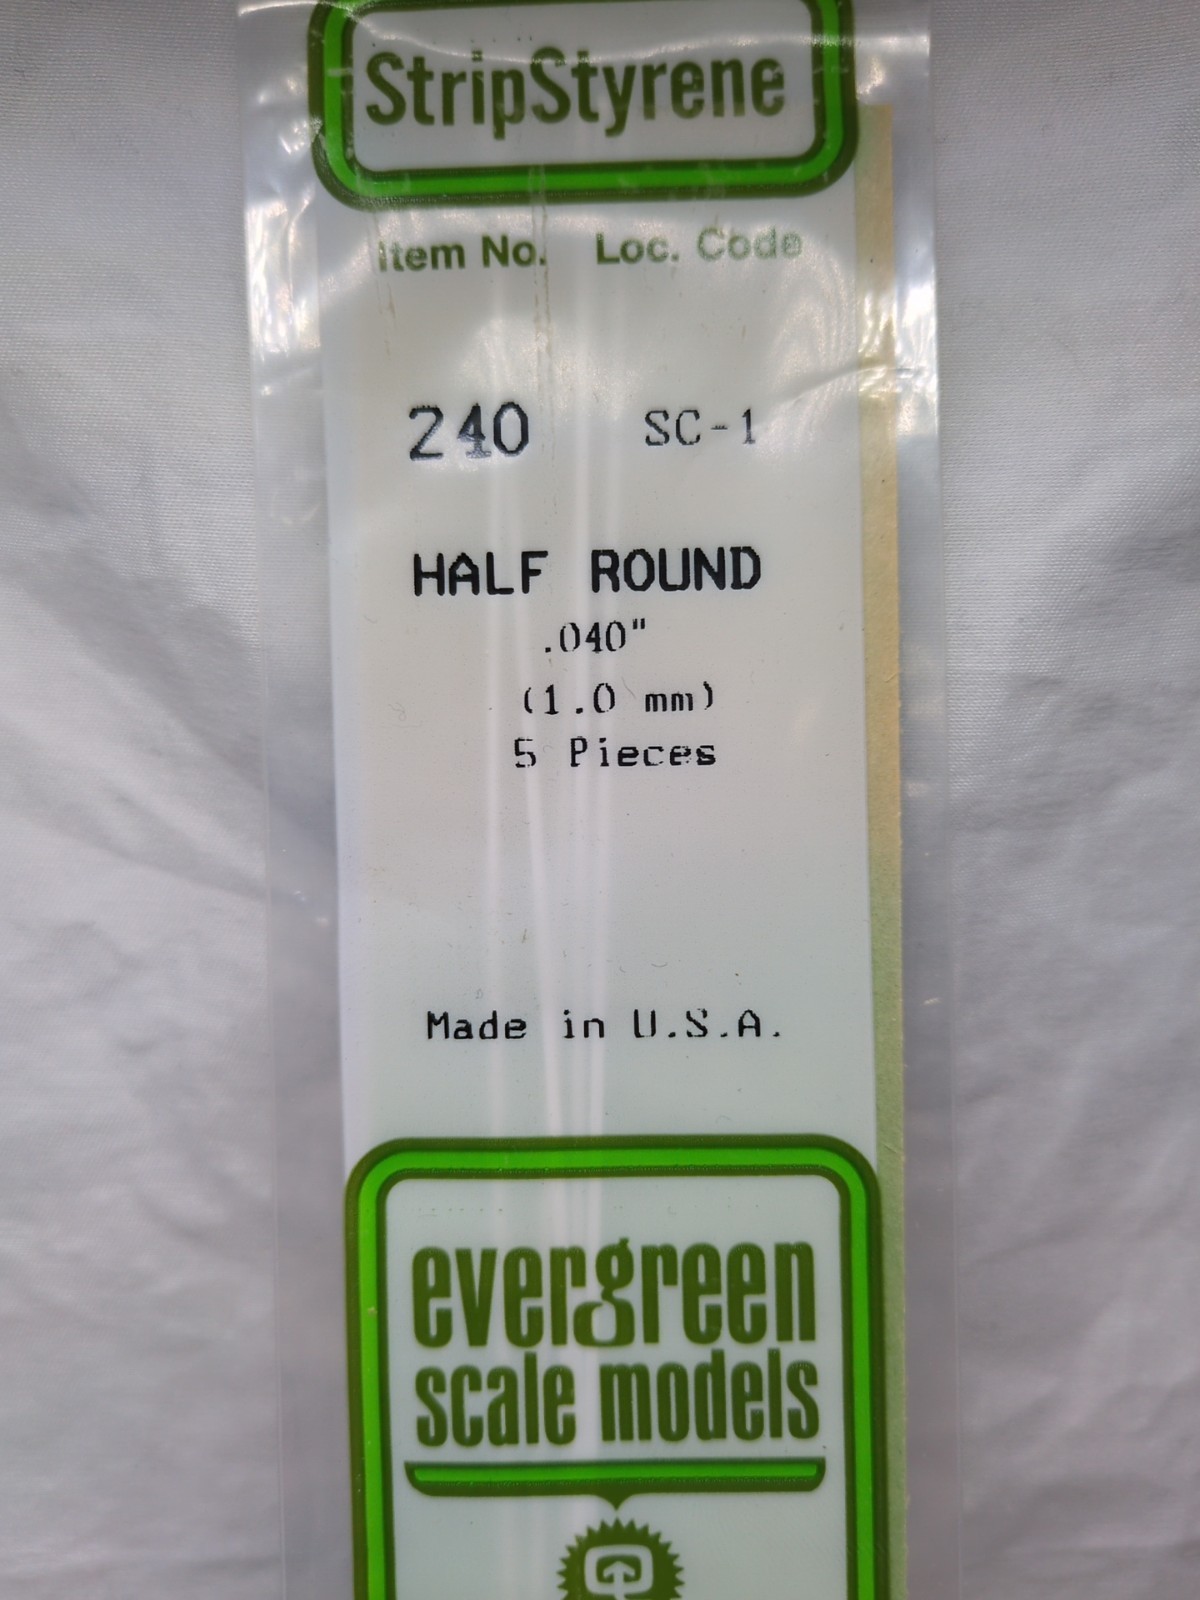 StripStyrene
Item No. Loc. Code
240 SC-1
HALF ROUND
.040"
(1.0 mm)
5 Pieces
Made in U.S.A.
evergreen
scale models